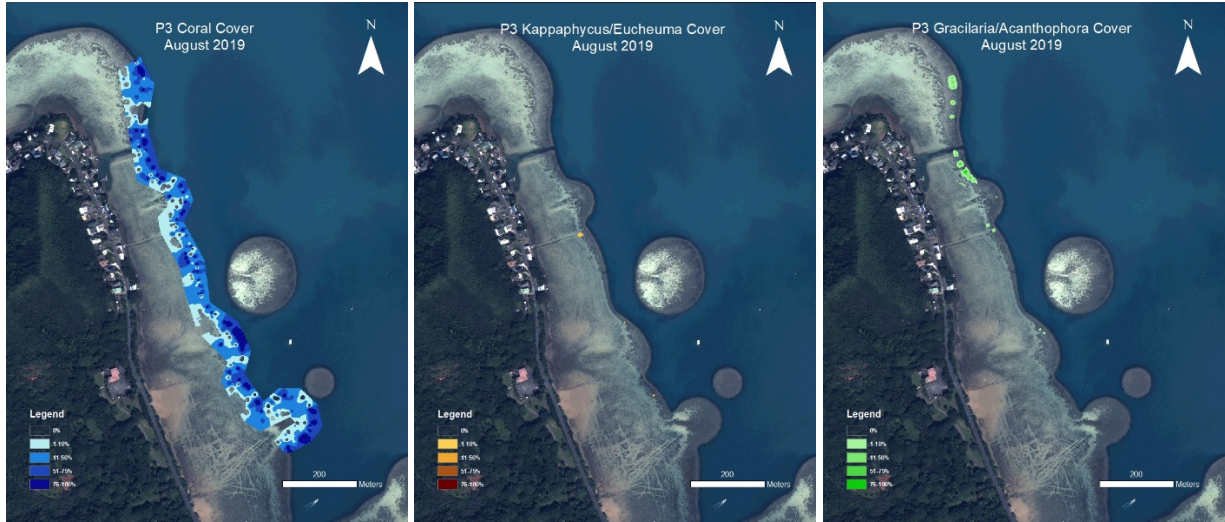 P3 Coral Cover
August 2019
N
Legend
0%
1-10%
11-50%
51-75%
76-100%
200
Meters
P3 Kappaphycus/Eucheuma Cover
August 2019
N
Legend
0%
1-10%
11-50%
51-75%
76-100%
200
Meters
P3 Gracilaria/Acanthophora Cover
August 2019
N
Legend
0%
1-10%
11-50%
51-75%
76-100%
200
Meters